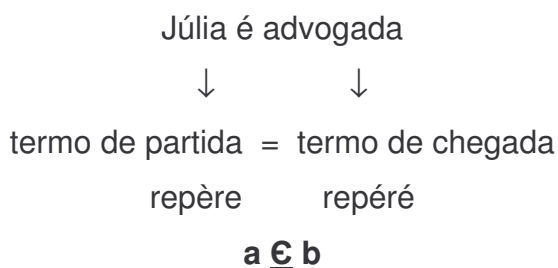 Júlia é advogada
↓ ↓
termo de partida = termo de chegada
repère repéré
a Є b